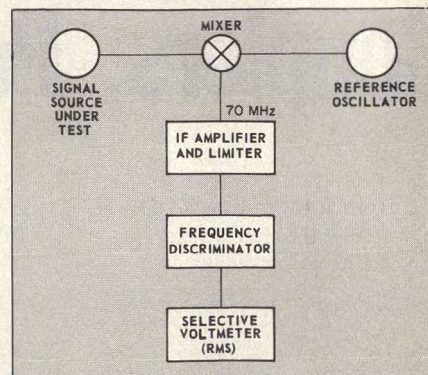 MIXER
SIGNAL
SOURCE
UNDER
TEST
REFERENCE
OSCILLATOR
70 MHz
IF AMPLIFIER
AND LIMITER
FREQUENCY
DISCRIMINATOR
SELECTIVE
VOLTMETER
(RMS)